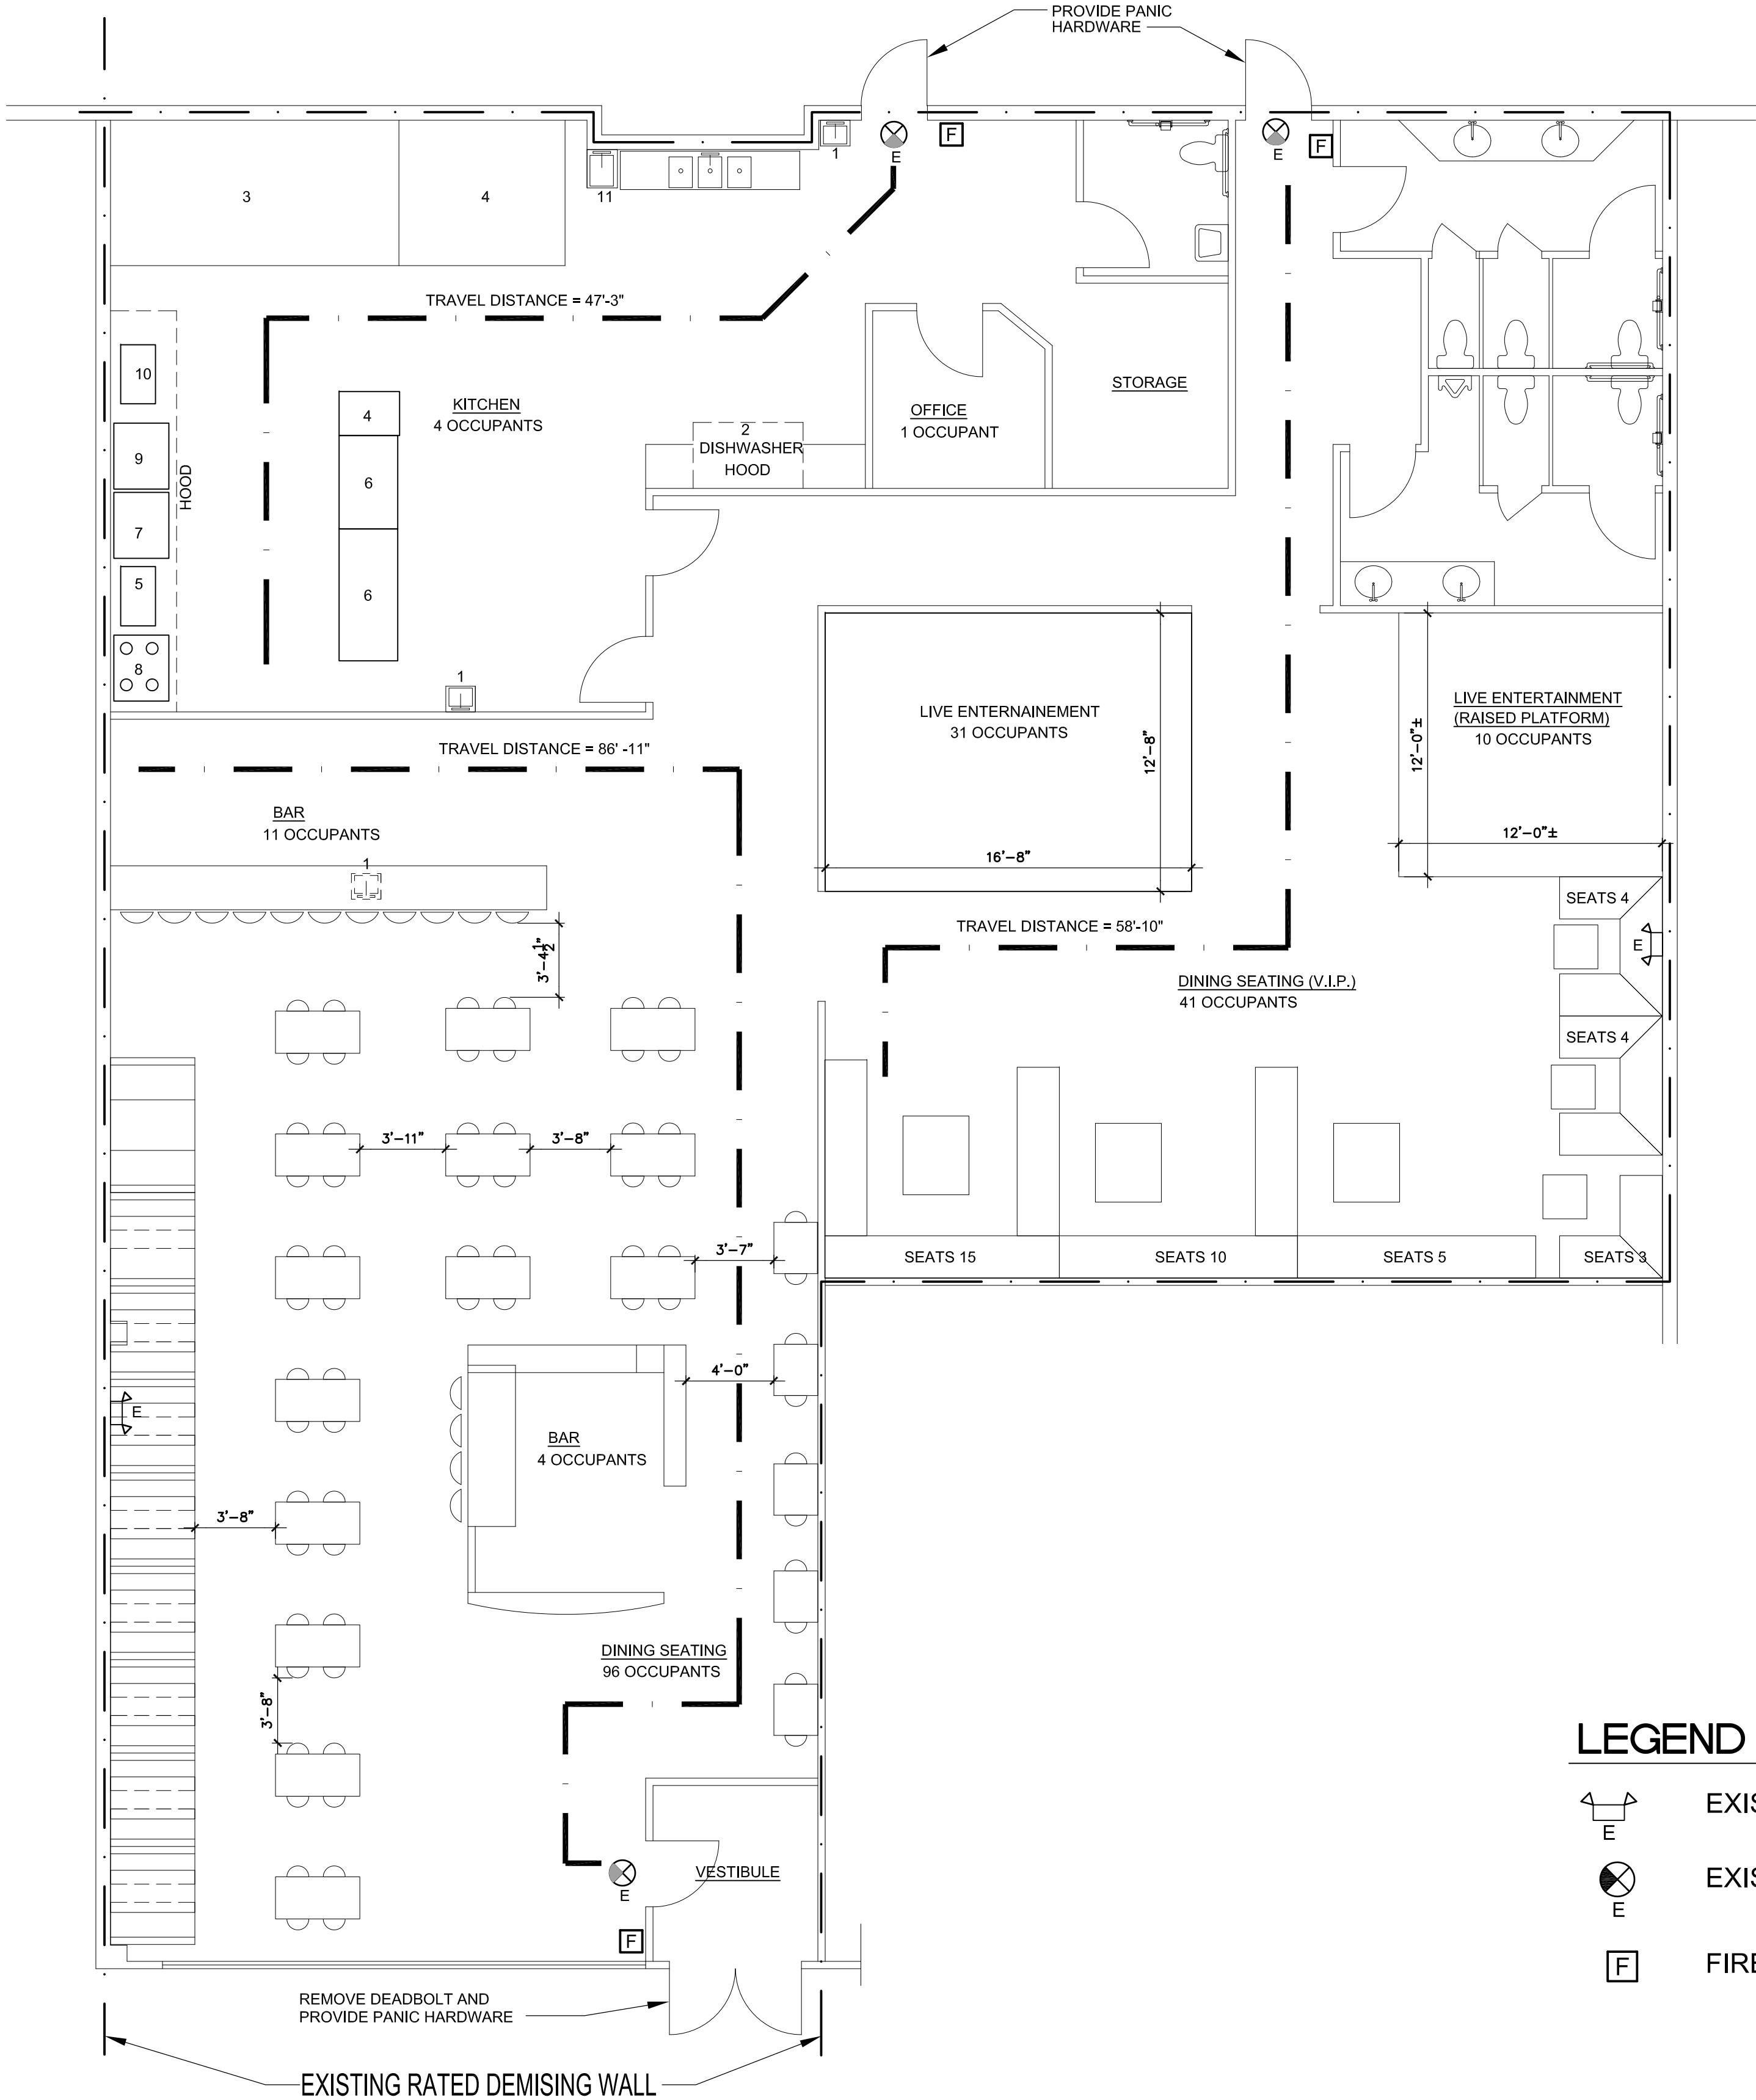 PROVIDE PANIC
HARDWARE
F
F
E
E
1
11
3
4
TRAVEL DISTANCE = 47'-3"
10
KITCHEN
4 OCCUPANTS
4
STORAGE
OFFICE
1 OCCUPANT
2
DISHWASHER
HOOD
9
HOOD
6
7
5
6
8
1
LIVE ENTERNAINEMENT
31 OCCUPANTS
12'-8"
16'-8"
LIVE ENTERTAINMENT
(RAISED PLATFORM)
10 OCCUPANTS
12'-0"±
12'-0"±
TRAVEL DISTANCE = 86' -11"
BAR
11 OCCUPANTS
1
3'-4½"
TRAVEL DISTANCE = 58'-10"
SEATS 4
E
DINING SEATING (V.I.P.)
41 OCCUPANTS
SEATS 4
3'-11"
3'-8"
3'-7"
SEATS 15
SEATS 10
SEATS 5
SEATS 3
4'-0"
E
BAR
4 OCCUPANTS
3'-8"
DINING SEATING
96 OCCUPANTS
3'-8"
VESTIBULE
E
F
REMOVE DEADBOLT AND
PROVIDE PANIC HARDWARE
EXISTING RATED DEMISING WALL
LEGEND
E
E
F
FIRE